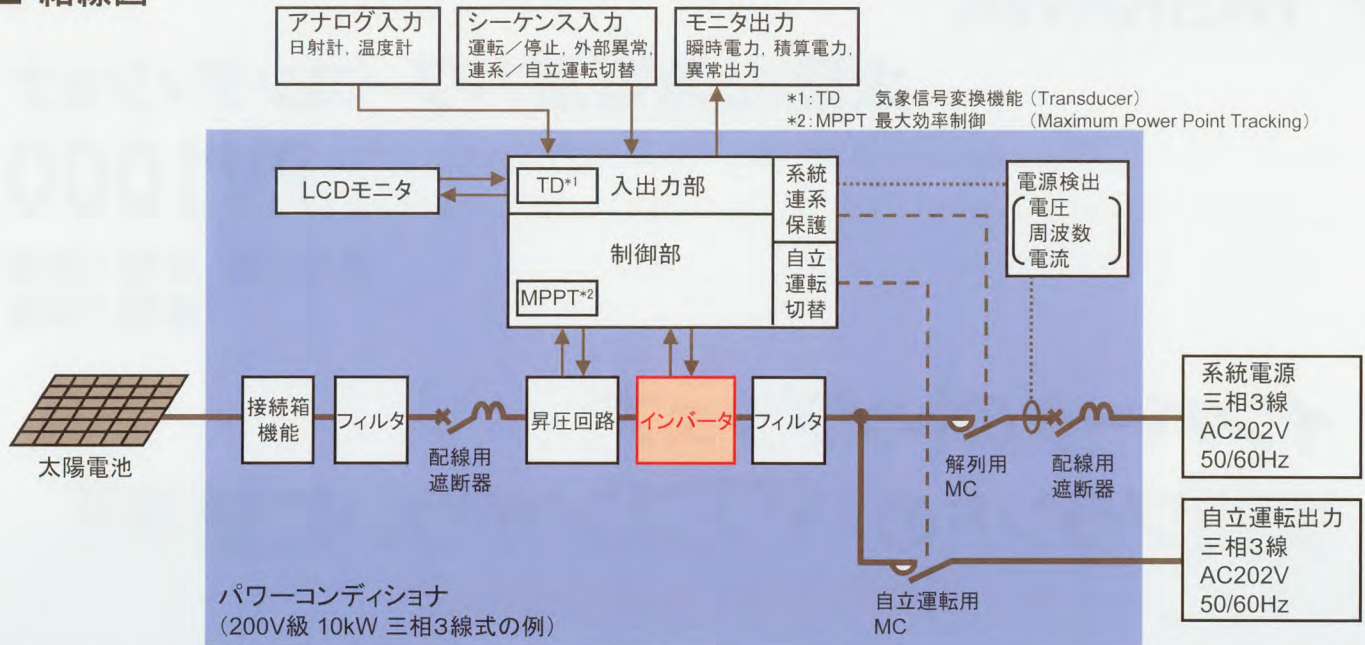 ■ 結線図
アナログ入力
日射計，温度計
シーケンス入力
運転／停止，外部異常，
連系／自立運転切替
モニタ出力
瞬時電力，積算電力，
異常出力
*1：TD 気象信号変換機能（Transducer）
*2：MPPT 最大効率制御（Maximum Power Point Tracking）
LCDモニタ
TD*1
入出力部
制御部
MPPT*2
系統
連系
保護
自立
運転
切替
電源検出
電圧
周波数
電流
太陽電池
接続箱
機能
フィルタ
配線用
遮断器
昇圧回路
インバータ
フィルタ
解列用
MC
配線用
遮断器
系統電源
三相3線
AC202V
50/60Hz
自立運転用
MC
自立運転出力
三相3線
AC202V
50/60Hz
パワーコンディショナ
（200V級 10kW 三相3線式の例）